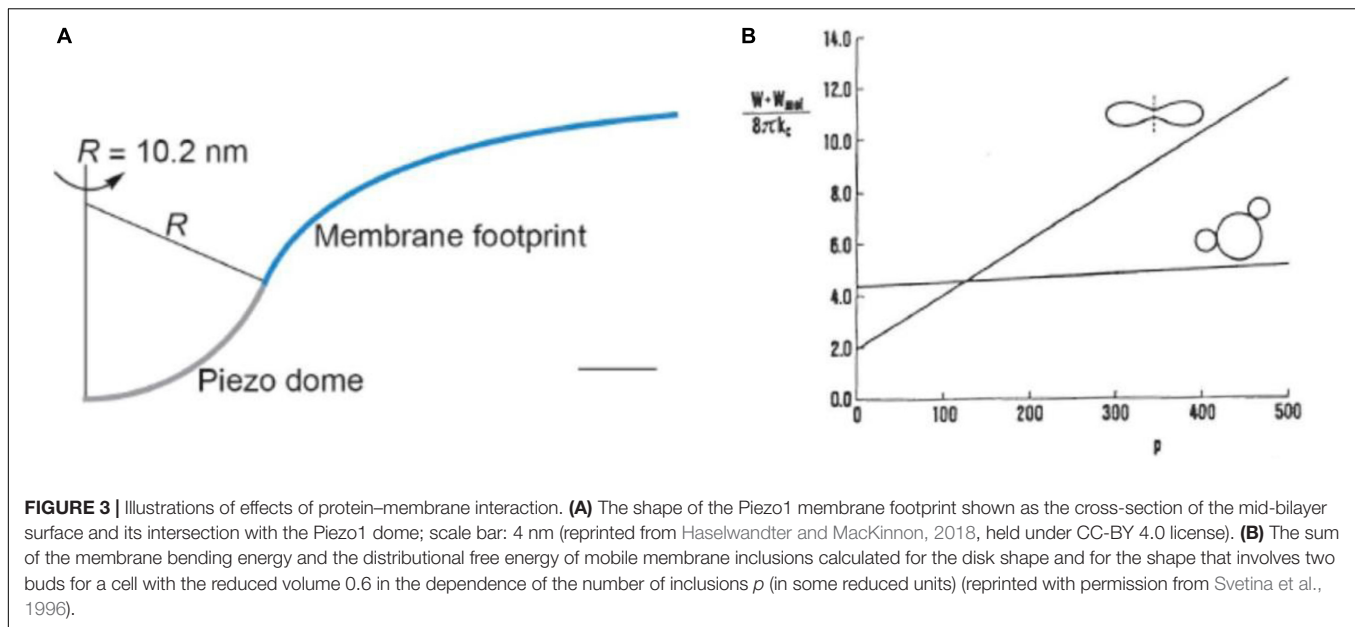 A
R = 10.2 nm
R
Membrane footprint
Piezo dome
B
14.0
12.0
10.0
8.0
6.0
4.0
2.0
0.0
0 100 200 300 400 500
p
FIGURE 3 | Illustrations of effects of protein–membrane interaction. (A) The shape of the Piezo1 membrane footprint shown as the cross-section of the mid-bilayer
surface and its intersection with the Piezo1 dome; scale bar: 4 nm (reprinted from Haselwandter and MacKinnon, 2018, held under CC-BY 4.0 license). (B) The sum
of the membrane bending energy and the distributional free energy of mobile membrane inclusions calculated for the disk shape and for the shape that involves two
buds for a cell with the reduced volume 0.6 in the dependence of the number of inclusions p (in some reduced units) (reprinted with permission from Svetina et al.,
1996).